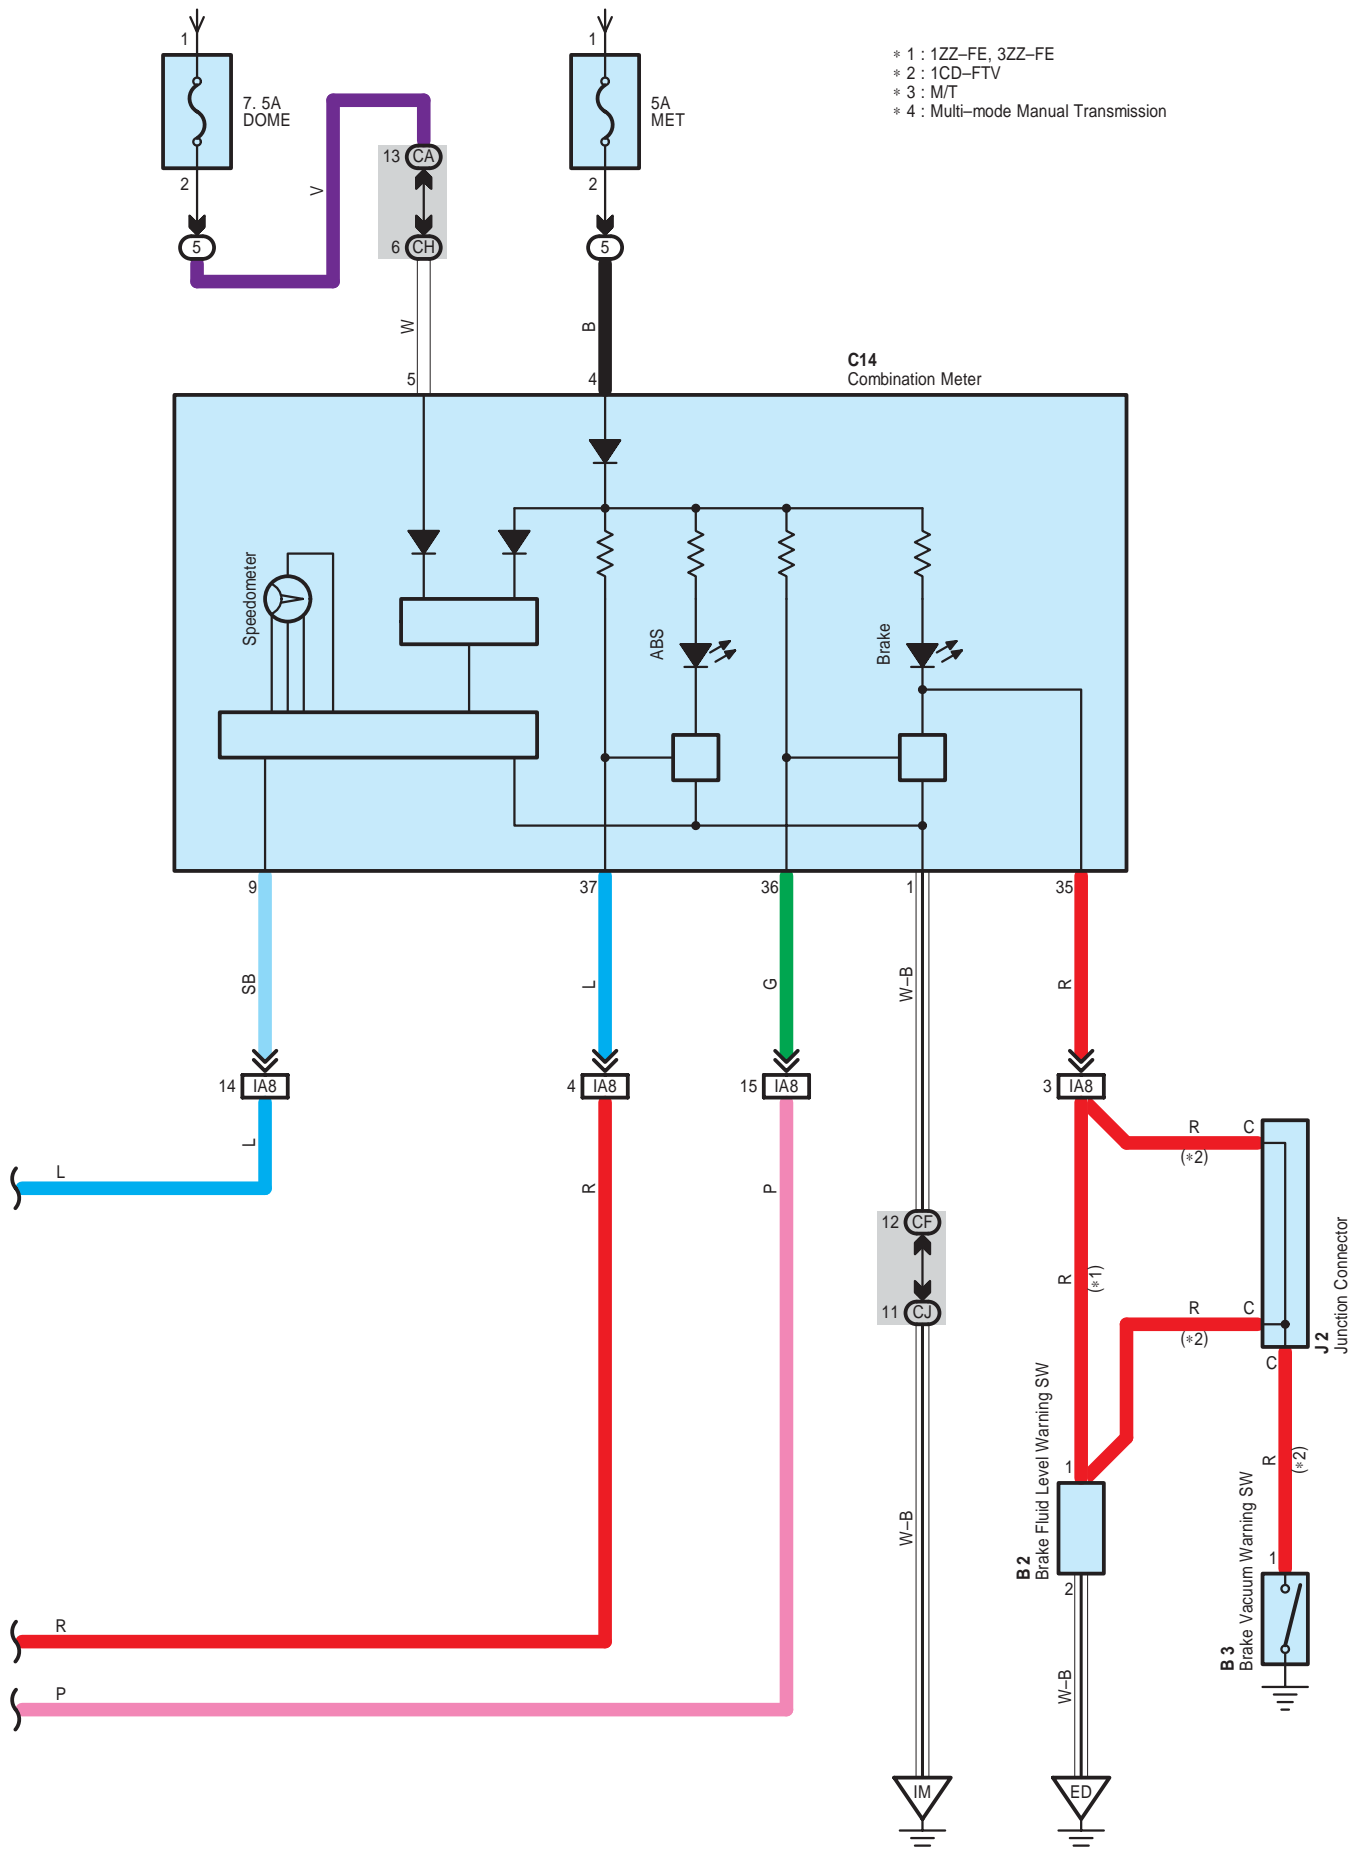 1
1
∗ 1 : 1ZZ–FE, 3ZZ–FE
∗ 2 : 1CD–FTV
∗ 3 : M/T
∗ 4 : Multi–mode Manual Transmission
7. 5A
DOME
5A
MET
13 CA
2
2
V
5
6 CH
5
W
B
5
4
C14
Combination Meter
Speedometer
ABS
Brake
9
37
36
1
35
SB
L
G
W–B
R
14 IA8
4 IA8
15 IA8
3 IA8
L
L
R
P
R
C
(∗2)
12 CF
11 CJ
R
(∗1)
R
C
(∗2)
J 2
Junction Connector
C
R
(∗2)
1
B 2
Brake Fluid Level Warning SW
2
W–B
W–B
1
B 3
Brake Vacuum Warning SW
R
P
IM
ED